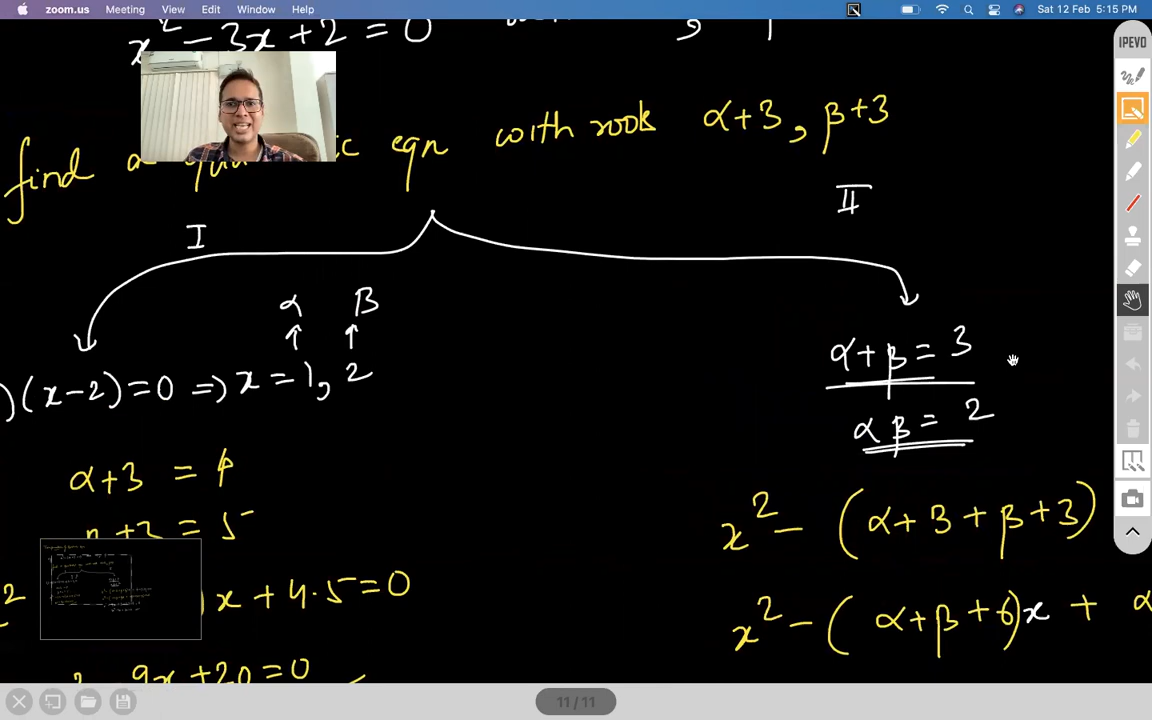 zoom.us Meeting View Edit Window Help Sat 12 Feb 5:15 PM
IPEVO
x² - 3x + 2 = 0
find a eqn with roots α+3, β+3
I
II
α β
)(x-2) = 0 ⇒ x = 1, 2
α+β = 3
αβ = 2
α+3 = 4
= 5
x² - (α+3+β+3)
x + 4·5 = 0
x² - (α+β+6)x + α
9x + 20 = 0
11/11